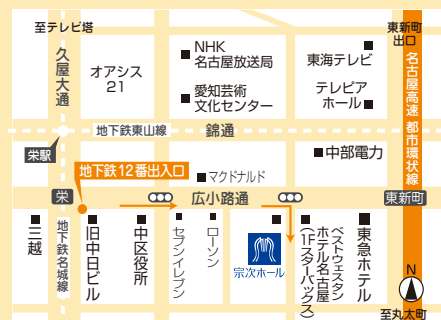 至テレビ塔
久屋大通
オアシス
21
NHK
名古屋放送局
愛知芸術
文化センター
東海テレビ
テレピア
ホール
東新町
出口
名古屋高速 都市環状線
地下鉄東山線
錦通
栄駅
地下鉄12番出入口
中部電力
マクドナルド
栄
広小路通
東新町
三越
地下鉄名城線
旧中日ビル
中区役所
セブンイレブン
ローソン
宗次ホール
ベストウェスタン
ホテル名古屋
(1Fスターバックス)
東急ホテル
N
至丸太町